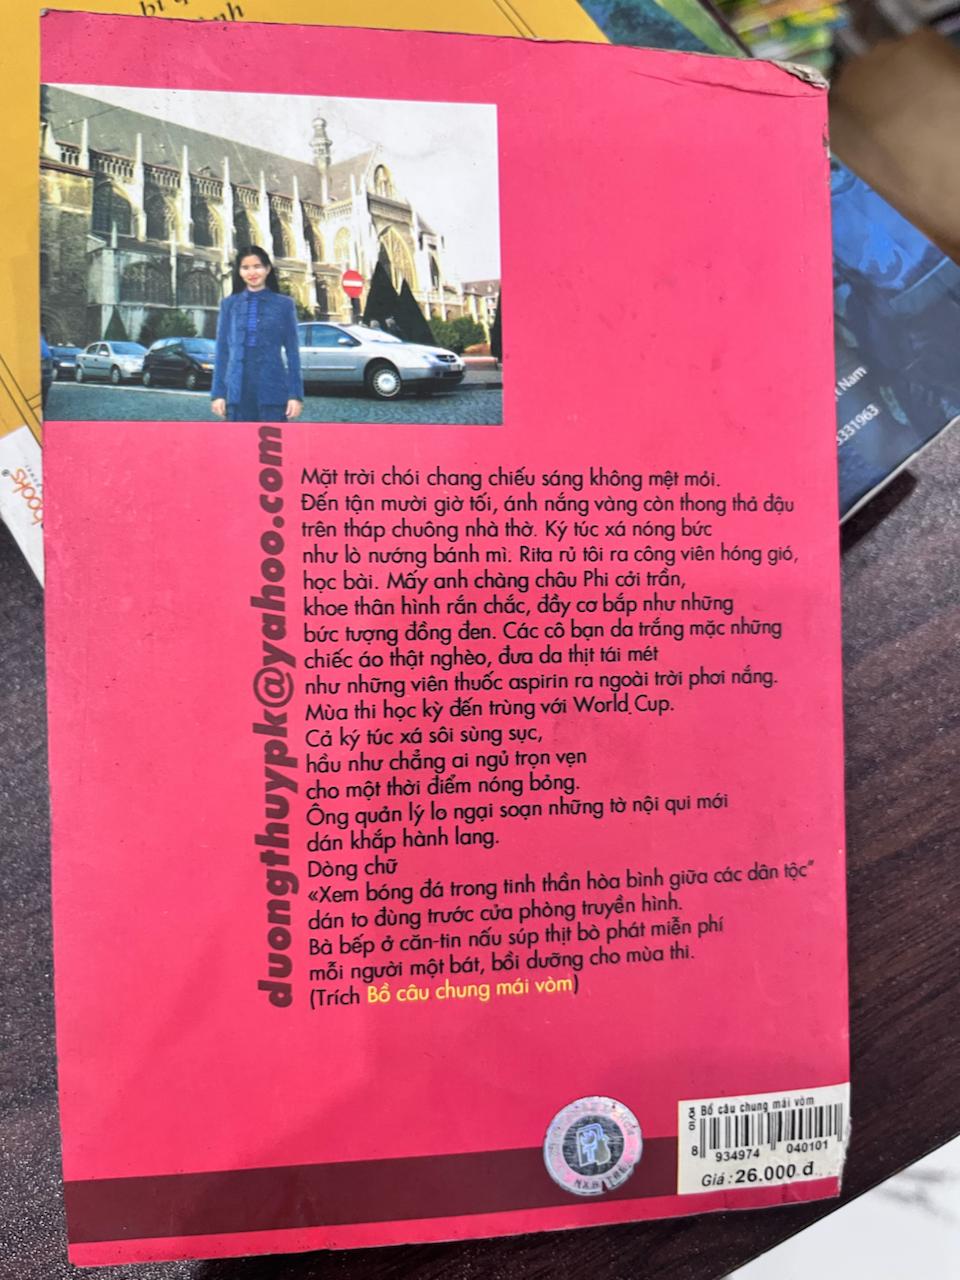 duongthuypk@yahoo.com
Mặt trời chói chang chiếu sáng không mệt mỏi.
Đến tận mười giờ tối, ánh nắng vàng còn thong thả đậu
trên tháp chuông nhà thờ. Ký túc xá nóng bức
như lò nướng bánh mì. Rita rủ tôi ra công viên hóng gió,
học bài. Mấy anh chàng châu Phi cởi trần,
khoe thân hình rắn chắc, đầy cơ bắp như những
bức tượng đồng đen. Các cô bạn da trắng mặc những
chiếc áo thật nghèo, đưa da thịt tái mét
như những viên thuốc aspirin ra ngoài trời phơi nắng.
Mùa thi học kỳ đến trùng với World Cup.
Cả ký túc xá sôi sùng sục,
hầu như chẳng ai ngủ trọn vẹn
cho một thời điểm nóng bỏng.
Ông quản lý lo ngại soạn những tờ nội qui mới
dán khắp hành lang.
Dòng chữ
«Xem bóng đá trong tinh thần hòa bình giữa các dân tộc”
dán to đùng trước cửa phòng truyền hình.
Bà bếp ở căn-tin nấu súp thịt bò phát miễn phí
mỗi người một bát, bồi dưỡng cho mùa thi.
(Trích Bồ câu chung mái vòm)
Bồ câu chung mái vòm
8 934974 040101
Giá : 26.000 đ
N.X.B TRẺ
books
t Nam
3331963